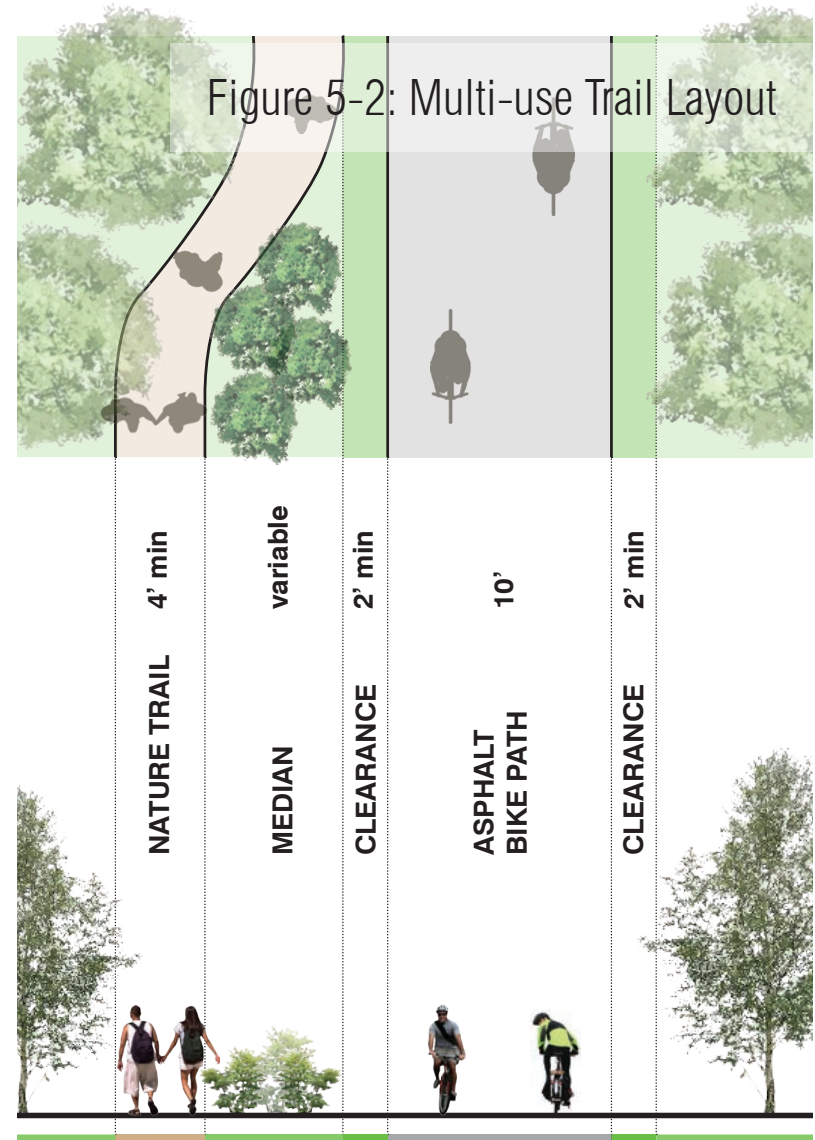 Figure 5-2: Multi-use Trail Layout
NATURE TRAIL 4’ min
MEDIAN variable
CLEARANCE 2’ min
ASPHALT
BIKE PATH
10’
CLEARANCE 2’ min